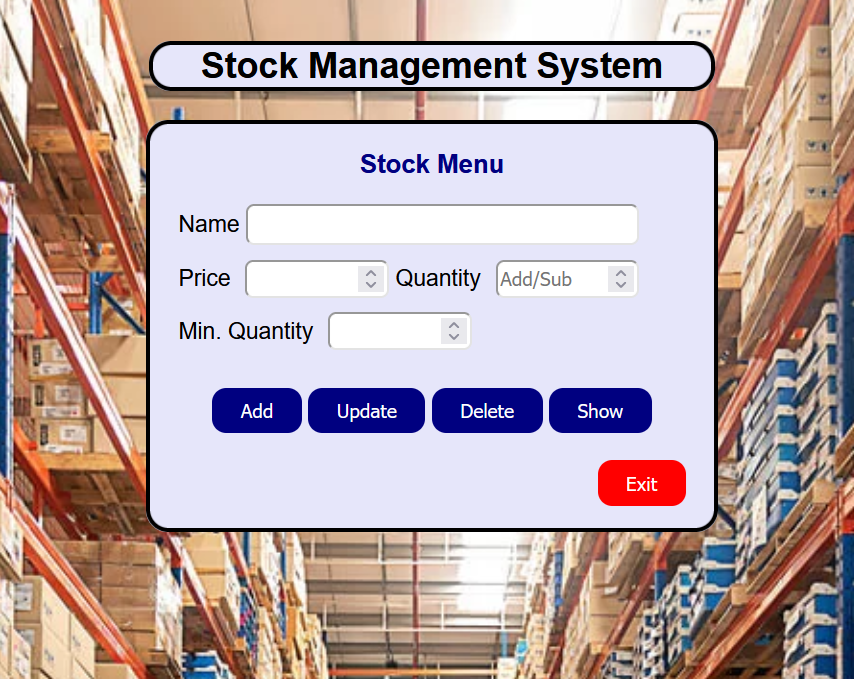 Stock Management System
Stock Menu
Name
Price Quantity Add/Sub
Min. Quantity
Add Update Delete Show
Exit